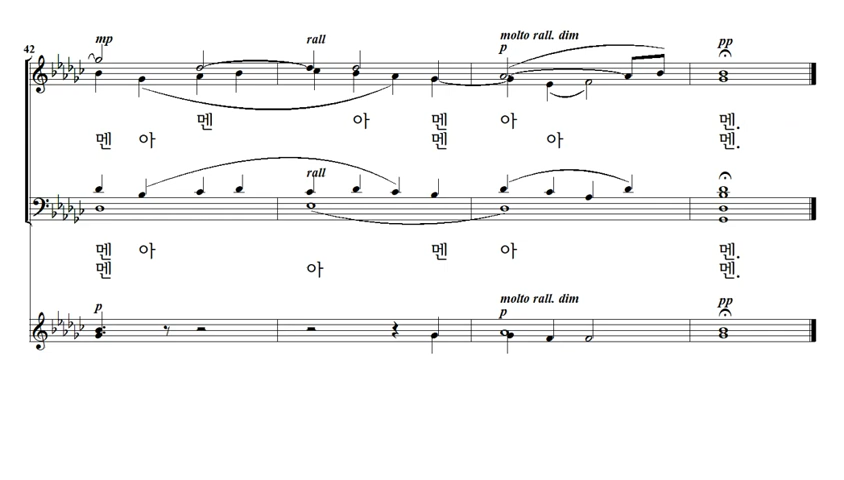 42 mp rall molto rall. dim
p pp
멘 아 멘 아 멘.
멘 아 멘 아 멘.
rall
멘 아 멘 아 멘.
멘 아 멘.
p molto rall. dim
p pp